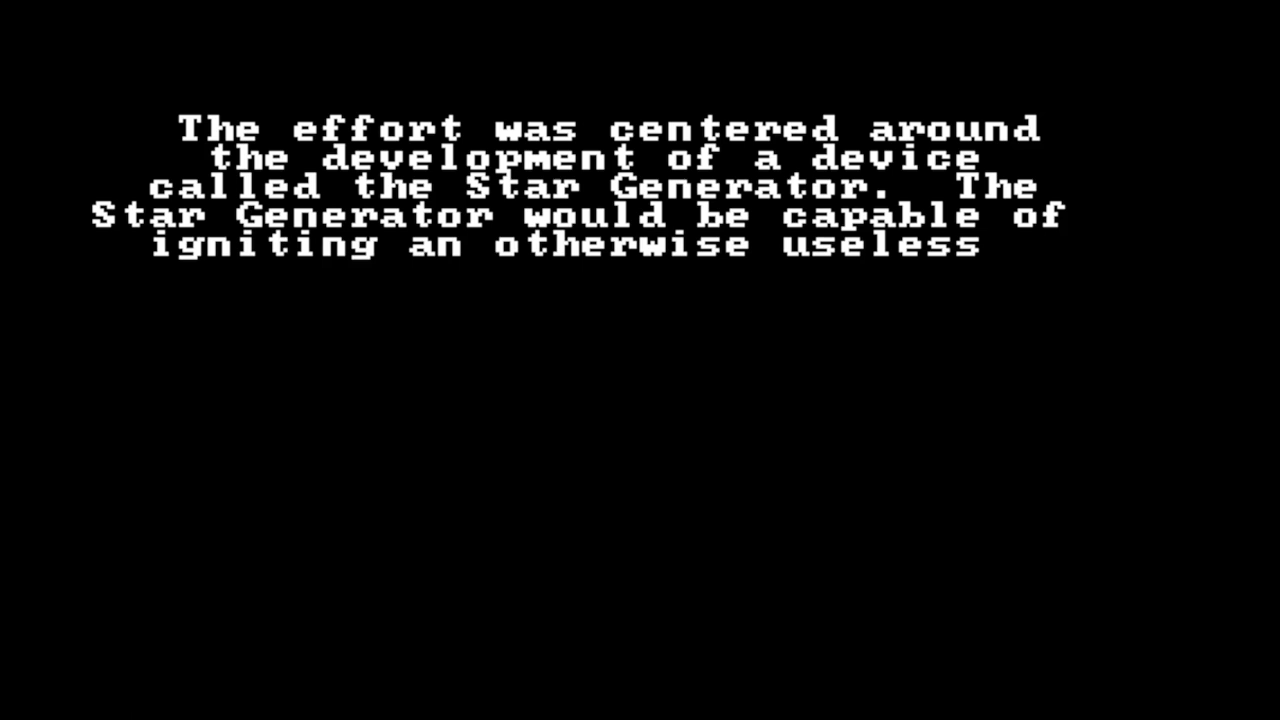 The effort was centered around
the development of a device
called the Star Generator.  The
Star Generator would be capable of
igniting an otherwise useless